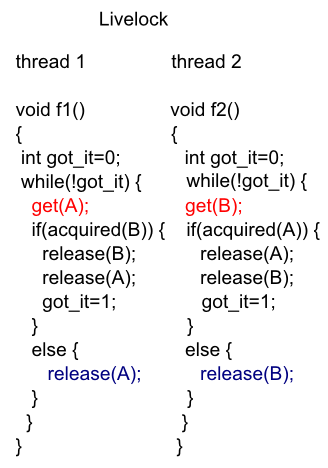 Livelock
thread 1
void f1()
{
int got_it=0;
while(!got_it) {
get(A);
if(acquired(B)) {
release(B);
release(A);
got_it=1;
}
else {
release(A);
}
}
}
thread 2
void f2()
{
int got_it=0;
while(!got_it) {
get(B);
if(acquired(A)) {
release(A);
release(B);
got_it=1;
}
else {
release(B);
}
}
}